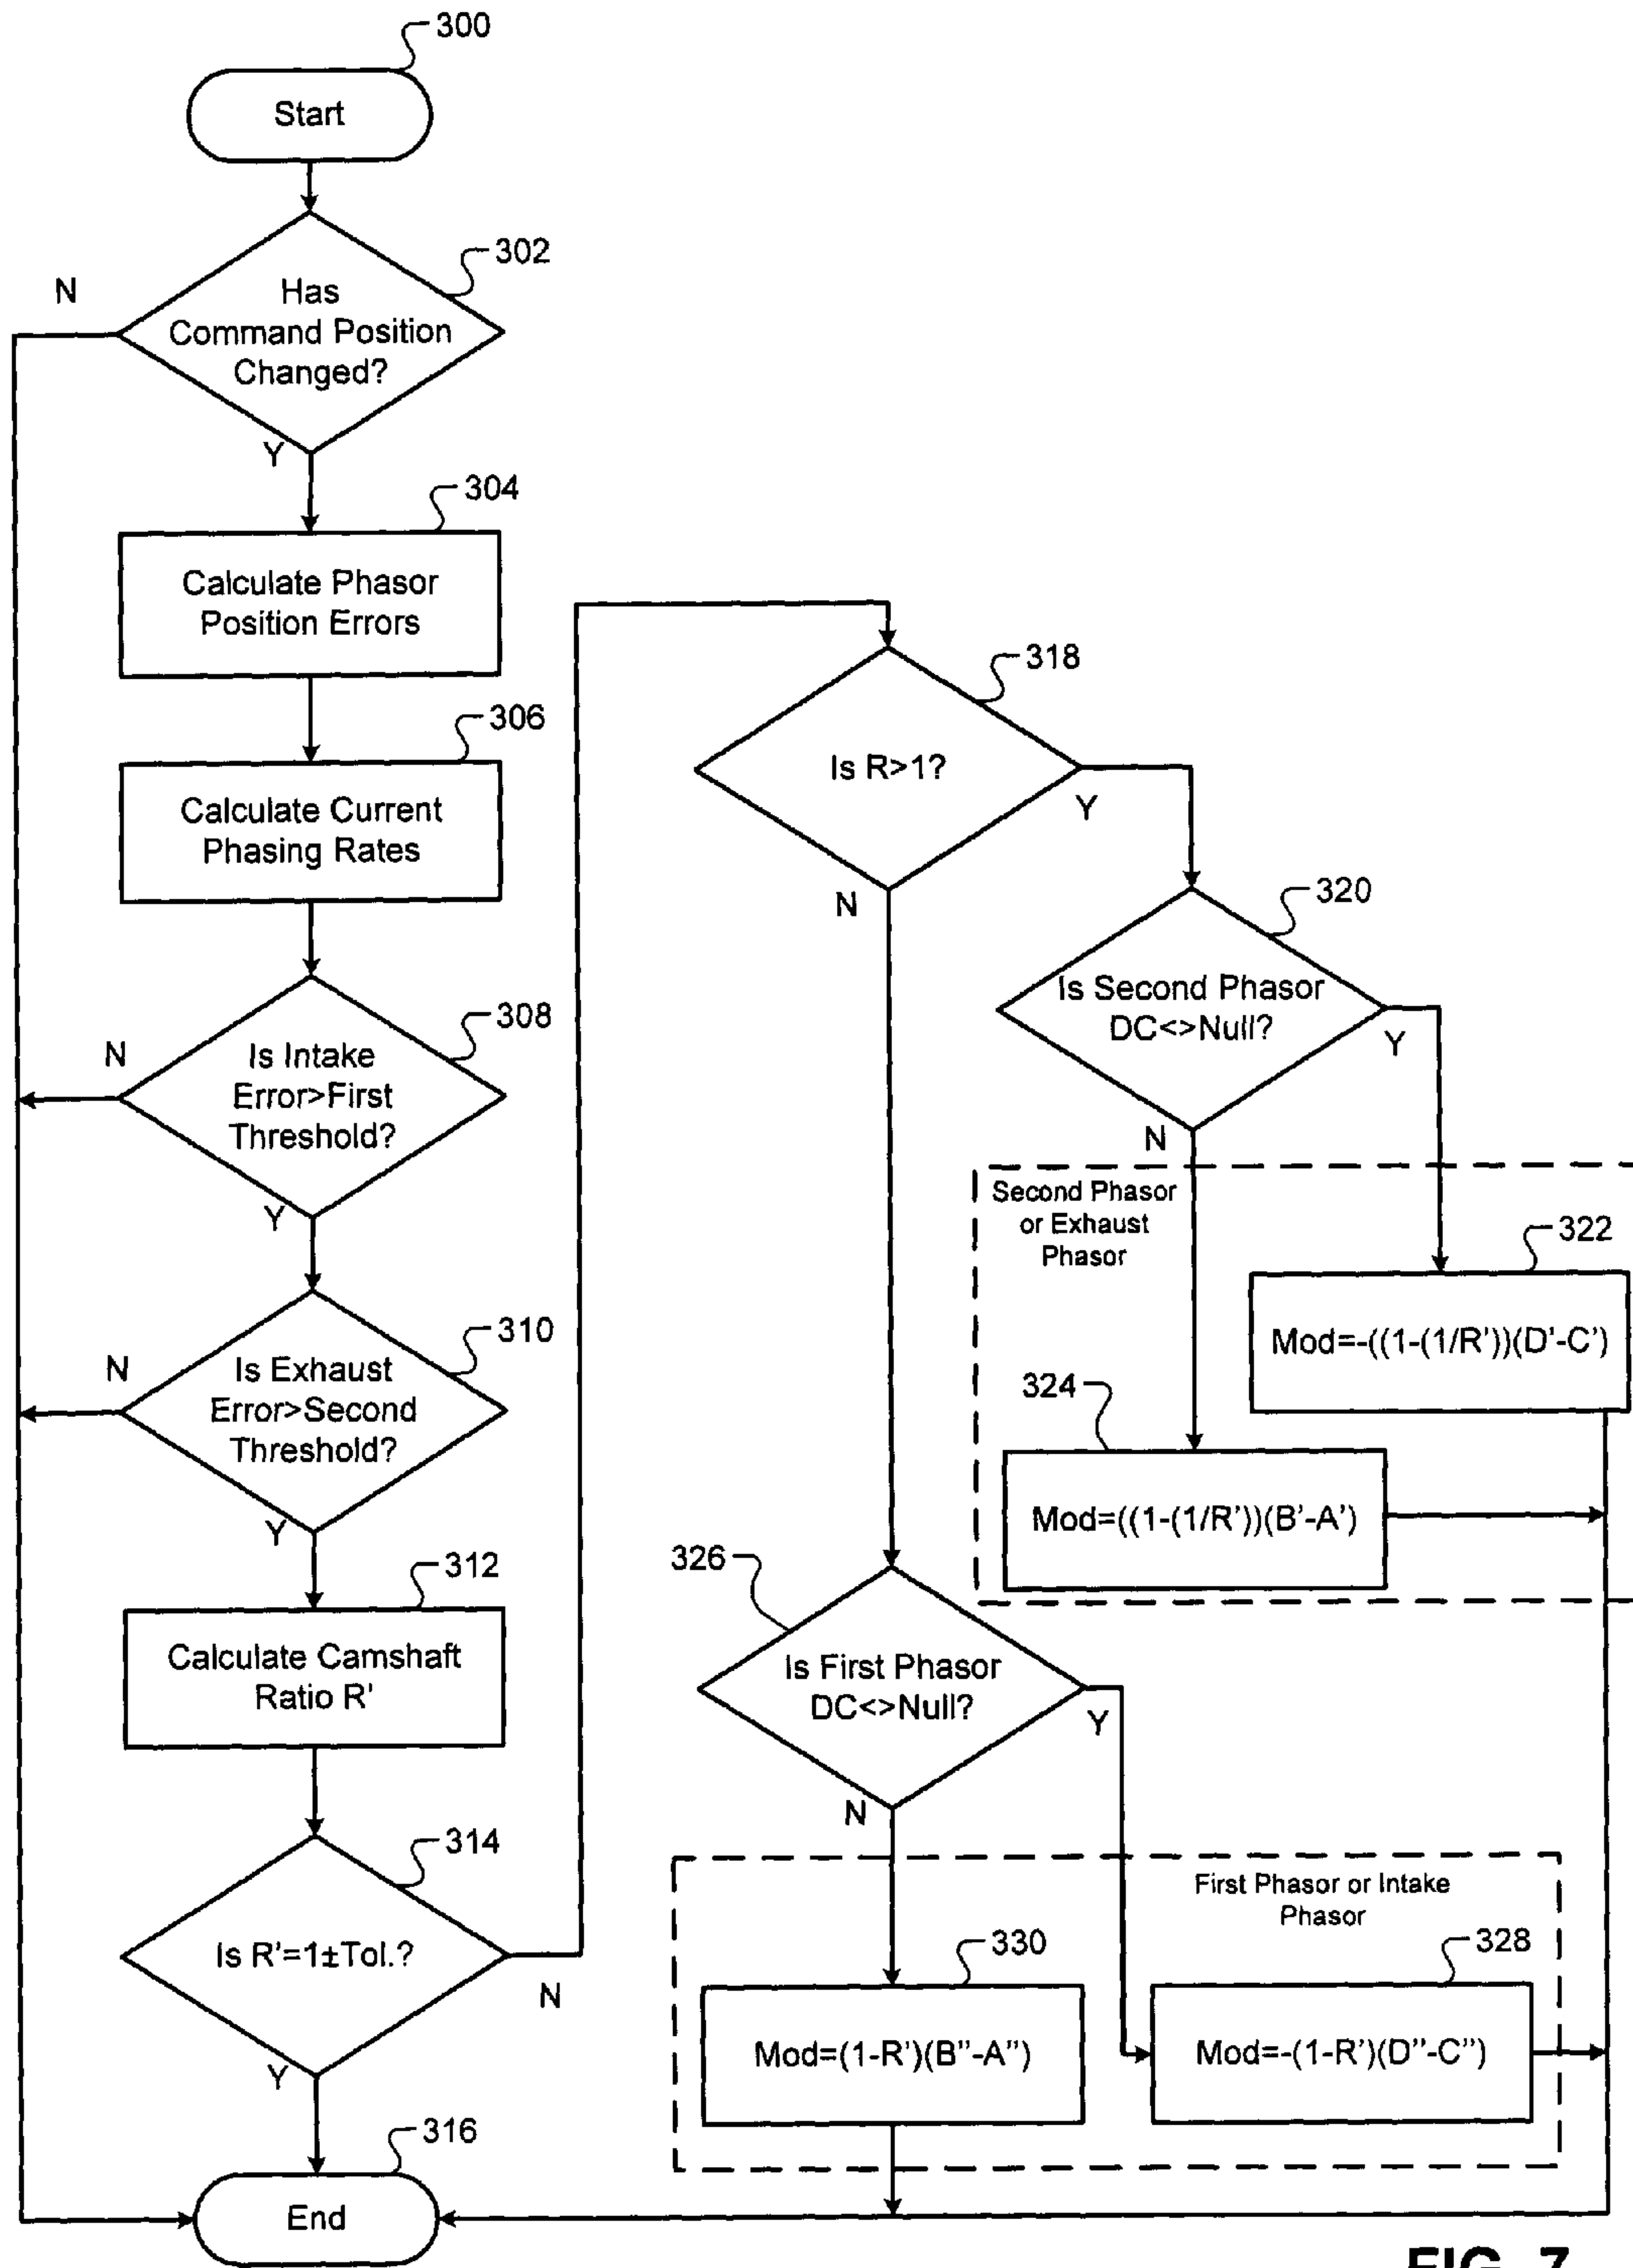 300
Start
302
N
Has
Command Position
Changed?
Y
304
Calculate Phasor
Position Errors
306
Calculate Current
Phasing Rates
308
N
Is Intake
Error>First
Threshold?
Y
310
N
Is Exhaust
Error>Second
Threshold?
Y
312
Calculate Camshaft
Ratio R'
314
Is R'=1±Tol.?
N
Y
316
End
318
Is R>1?
Y
N
320
Is Second Phasor
DC<>Null?
Y
N
Second Phasor
or Exhaust
Phasor
322
Mod=-((1-(1/R'))(D'-C')
324
Mod=((1-(1/R'))(B'-A')
326
Is First Phasor
DC<>Null?
Y
N
First Phasor or Intake
Phasor
330
Mod=(1-R')(B''-A'')
328
Mod=-(1-R')(D''-C'')
FIG. 7